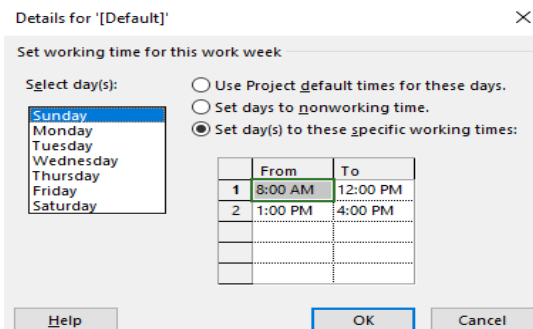 Details for '[Default]'
Set working time for this work week
Select day(s):
Use Project default times for these days.
Set days to nonworking time.
Set day(s) to these specific working times:
Sunday
Monday
Tuesday
Wednesday
Thursday
Friday
Saturday
From To
1 8:00 AM 12:00 PM
2 1:00 PM 4:00 PM
Help OK Cancel